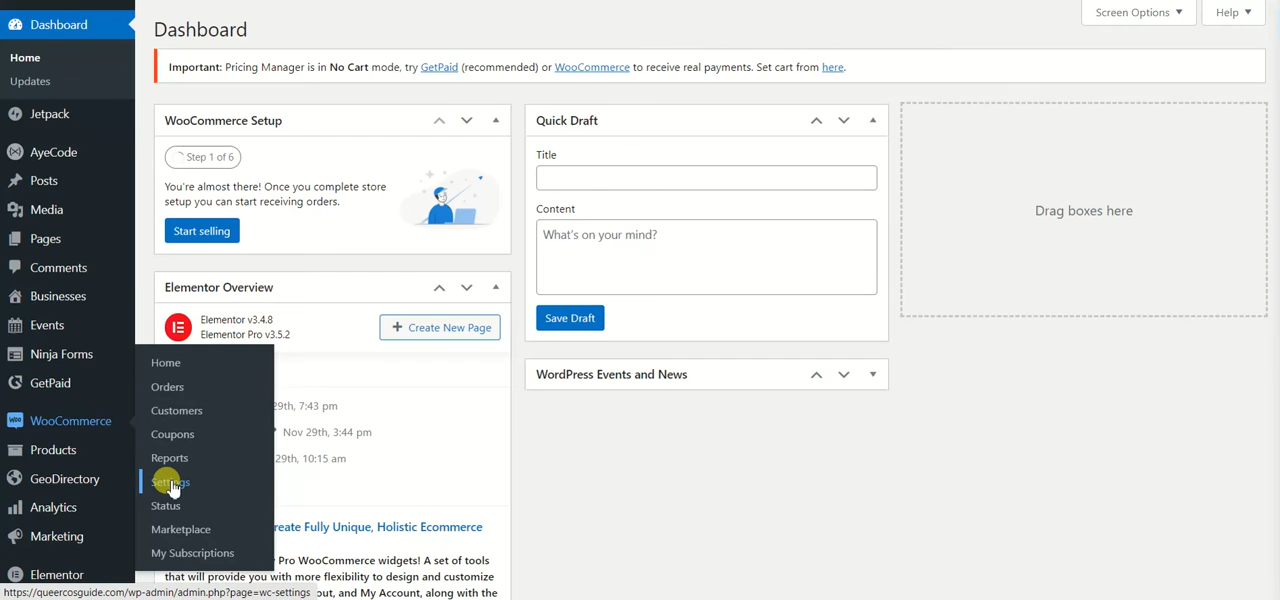 Dashboard
Home
Updates
Jetpack
AyeCode
Posts
Media
Pages
Comments
Businesses
Events
Ninja Forms
GetPaid
WooCommerce
Products
GeoDirectory
Analytics
Marketing
Elementor
Home
Orders
Customers
Coupons
Reports
Settings
Status
Marketplace
My Subscriptions
Screen Options
Help
Dashboard
Important: Pricing Manager is in No Cart mode, try GetPaid (recommended) or WooCommerce to receive real payments. Set cart from here.
WooCommerce Setup
Step 1 of 6
You're almost there! Once you complete store
setup you can start receiving orders.
Start selling
Elementor Overview
Elementor v3.4.8
Elementor Pro v3.5.2
+ Create New Page
29th, 7:43 pm
Nov 29th, 3:44 pm
29th, 10:15 am
reate Fully Unique, Holistic Ecommerce
Pro WooCommerce widgets! A set of tools
that will provide you with more flexibility to design and customize
out, and My Account, along with the
Quick Draft
Title
Content
What's on your mind?
Save Draft
WordPress Events and News
Drag boxes here
https://queercosguide.com/wp-admin/admin.php?page=wc-settings